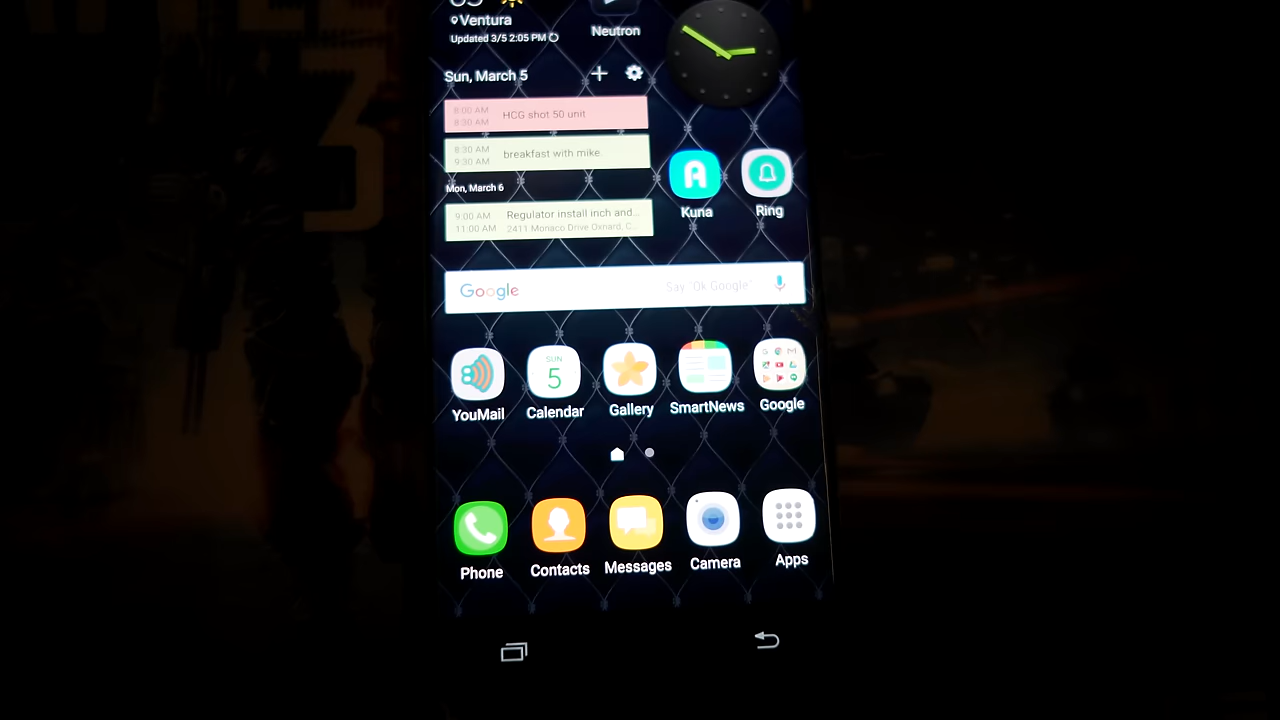 Ventura
Updated 3/5 2:05 PM
Neutron
Sun, March 5
8:00 AM
8:30 AM
HCG shot 50 unit
8:30 AM
9:30 AM
breakfast with mike.
Mon, March 6
9:00 AM
11:00 AM
Regulator install inch and...
2411 Monaco Drive Oxnard, C...
Kuna
Ring
Google
Say "Ok Google"
SUN
5
YouMail
Calendar
Gallery
SmartNews
Google
Phone
Contacts
Messages
Camera
Apps
3